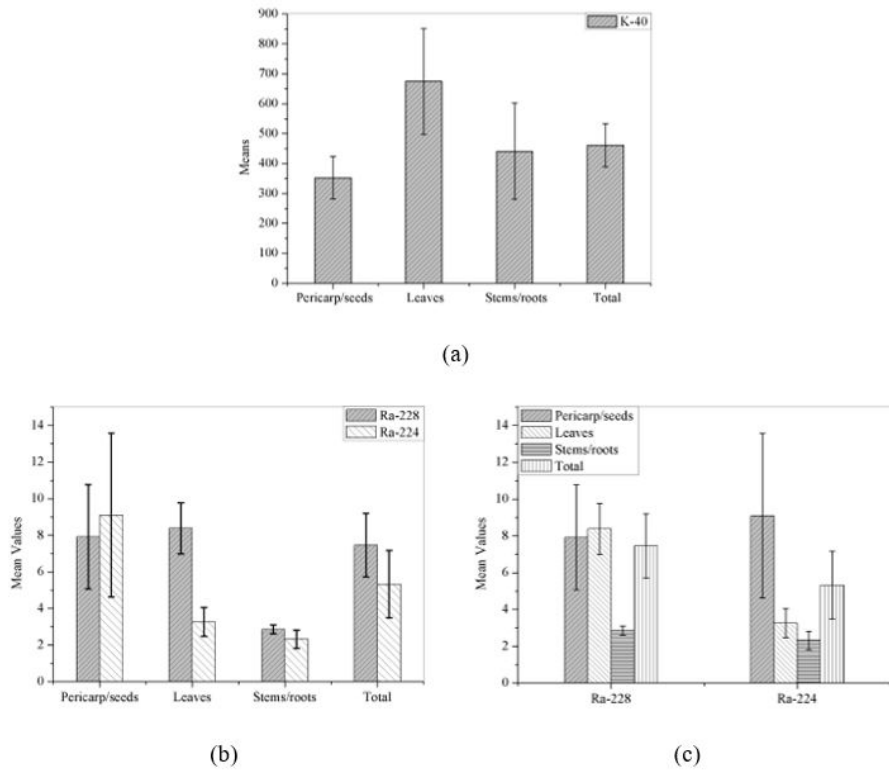 900
K-40
800
700
600
500
400
300
200
100
0
Means
Pericarp/seeds Leaves Stems/roots Total
(a)
14
12
10
8
6
4
2
0
Mean Values
Ra-228
Ra-224
Pericarp/seeds Leaves Stems/roots Total
(b)
14
12
10
8
6
4
2
0
Mean Values
Pericarp/seeds
Leaves
Stems/roots
Total
Ra-228 Ra-224
(c)